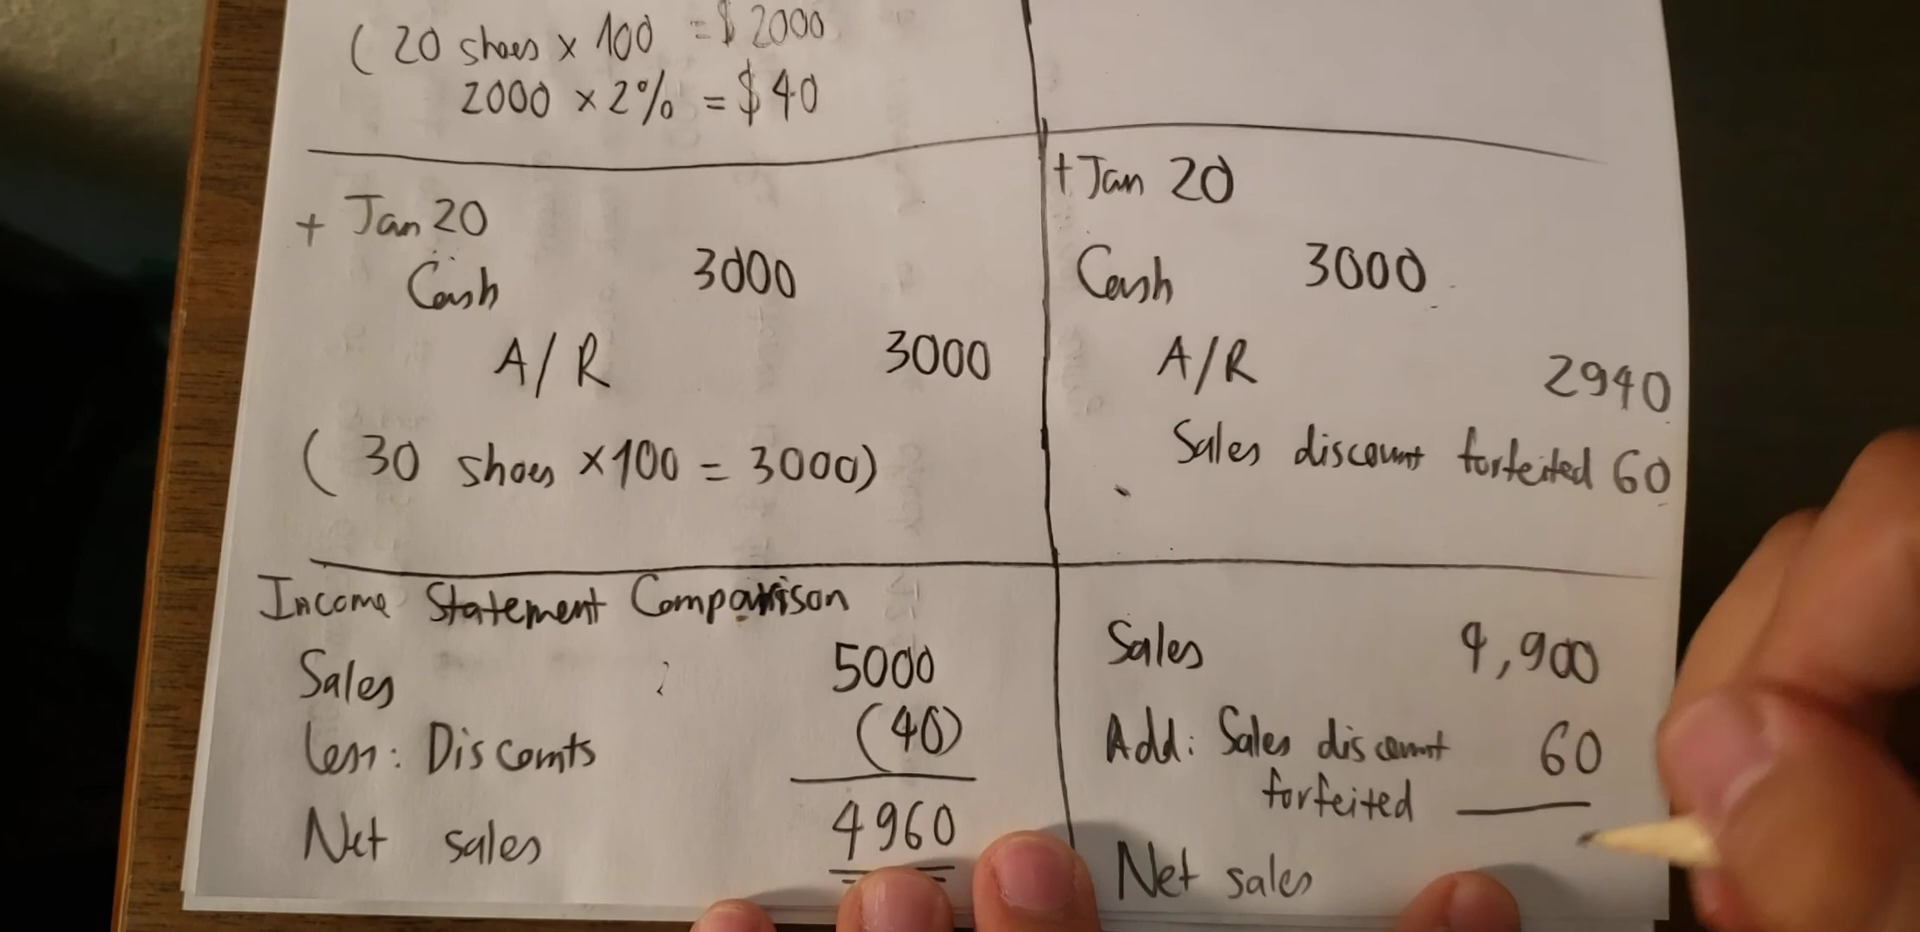 ( 20 shoes x 100 = $ 2000
2000 x 2% = $40
+ Jan 20
Cash 3000
A/R 3000
( 30 shoes x100 = 3000)
+ Jan 20
Cash 3000
A/R 2940
Sales discount forfeited 60
Income Statement Comparison
Sales 5000
Less: Discounts (40)
Net sales 4960
Sales 4,900
Add: Sales discount 60
forfeited
Net sales